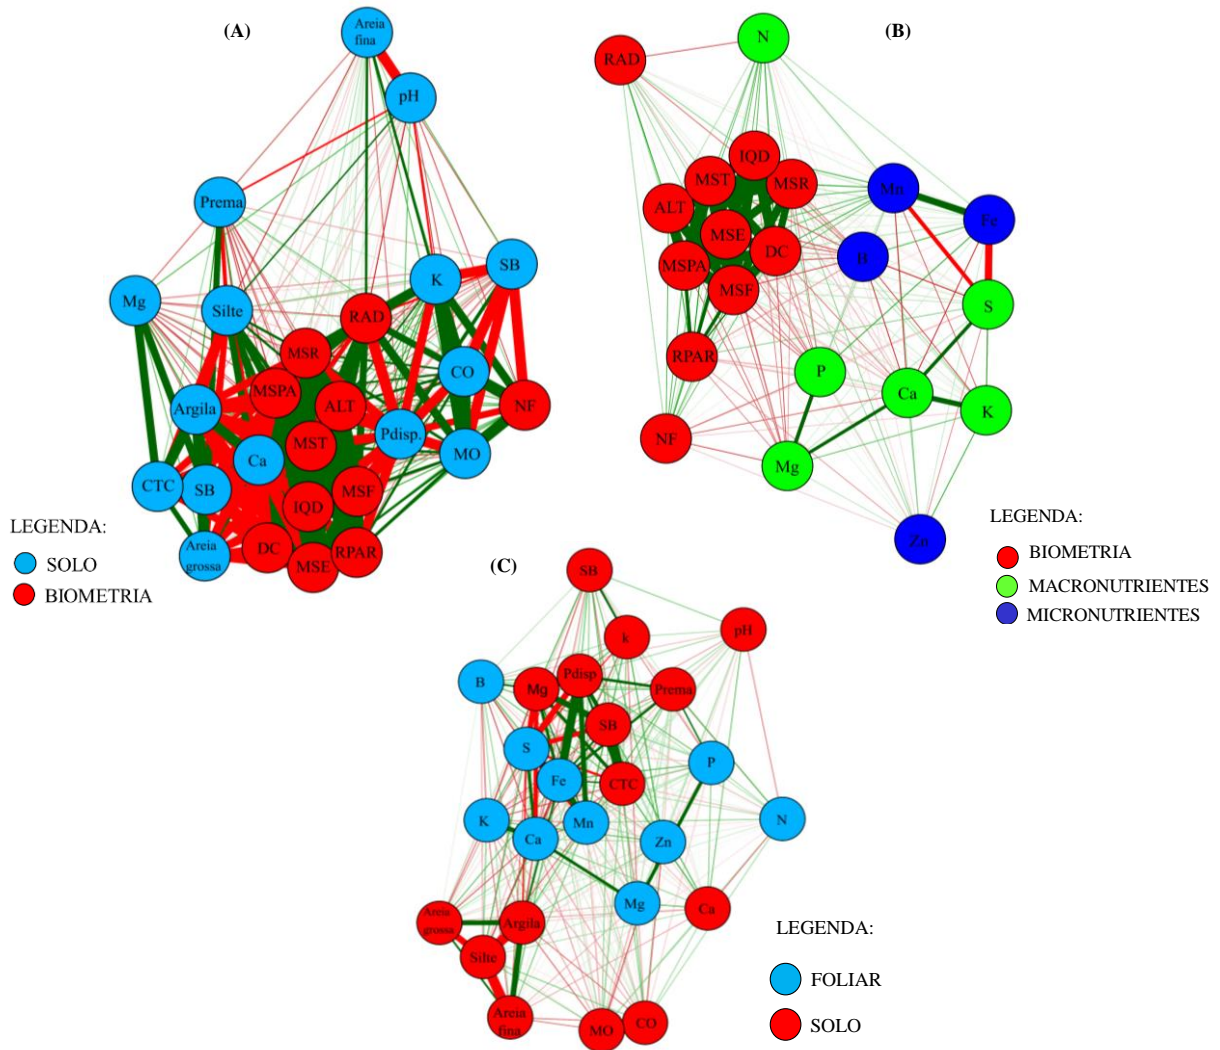 (A)
Areia
fina
pH
Prema
Mg
Silte
RAD
K
SB
MSR
MSPA
ALT
CO
NF
Argila
MST
Pdisp.
MO
Ca
CTC
SB
IQD
MSF
Areia
grossa
DC
MSE
RPAR
LEGENDA:
SOLO
BIOMETRIA
(B)
N
RAD
IQD
MST
MSR
ALT
MSE
DC
MSPA
MSF
RPAR
NF
Mn
Fe
B
S
P
Ca
K
Mg
Zn
LEGENDA:
BIOMETRIA
MACRONUTRIENTES
MICRONUTRIENTES
(C)
SB
k
pH
B
Mg
Pdisp
Prema
SB
S
Fe
CTC
P
K
Ca
Mn
Zn
N
Mg
Ca
Areia
grossa
Argila
Silte
Areia
fina
MO
CO
LEGENDA:
FOLIAR
SOLO